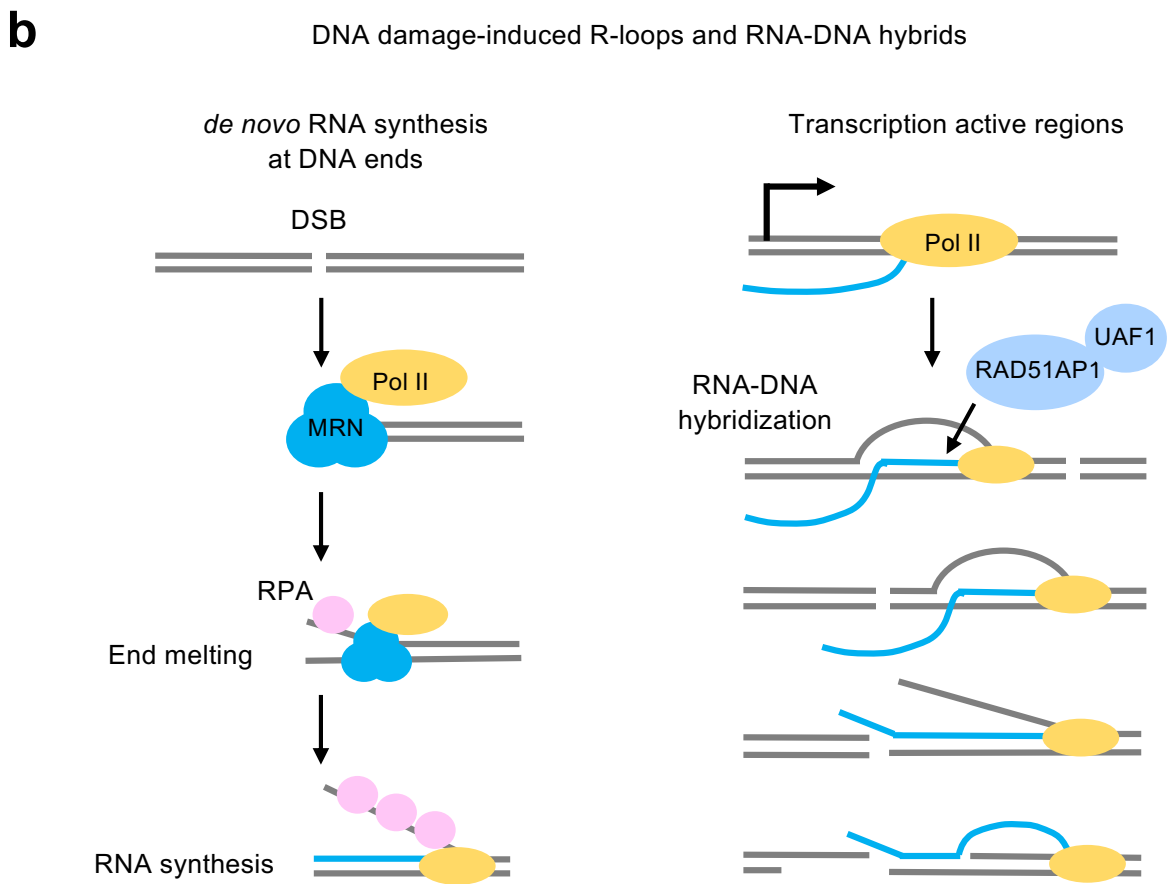 b
DNA damage-induced R-loops and RNA-DNA hybrids
de novo RNA synthesis
at DNA ends
DSB
Pol II
MRN
RPA
End melting
RNA synthesis
Transcription active regions
Pol II
UAF1
RAD51AP1
RNA-DNA
hybridization